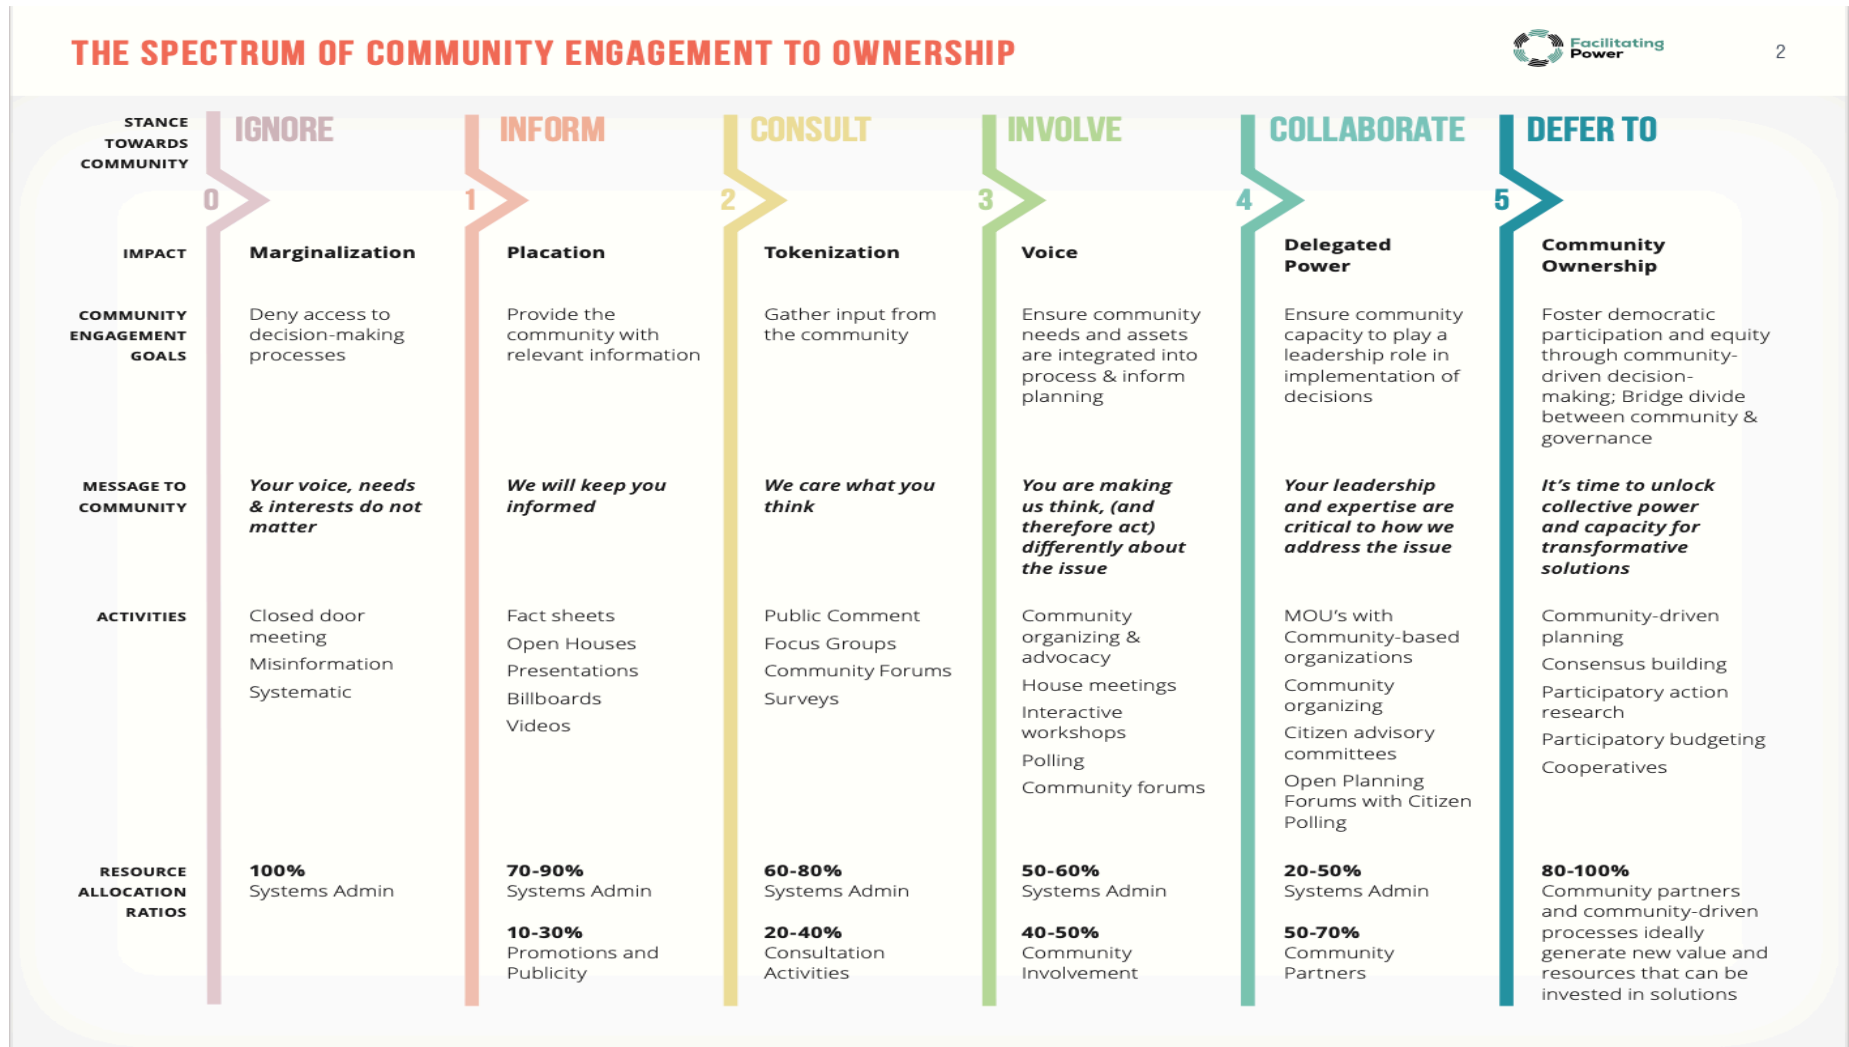 THE SPECTRUM OF COMMUNITY ENGAGEMENT TO OWNERSHIP
Facilitating
Power
2
STANCE
TOWARDS
COMMUNITY
IGNORE
INFORM
CONSULT
INVOLVE
COLLABORATE
DEFER TO
0
1
2
3
4
5
IMPACT
Marginalization
Placation
Tokenization
Voice
Delegated
Power
Community
Ownership
COMMUNITY
ENGAGEMENT
GOALS
Deny access to
decision-making
processes
Provide the
community with
relevant information
Gather input from
the community
Ensure community
needs and assets
are integrated into
process & inform
planning
Ensure community
capacity to play a
leadership role in
implementation of
decisions
Foster democratic
participation and equity
through community-
driven decision-
making; Bridge divide
between community &
governance
MESSAGE TO
COMMUNITY
Your voice, needs
& interests do not
matter
We will keep you
informed
We care what you
think
You are making
us think, (and
therefore act)
differently about
the issue
Your leadership
and expertise are
critical to how we
address the issue
It’s time to unlock
collective power
and capacity for
transformative
solutions
ACTIVITIES
Closed door
meeting
Misinformation
Systematic
Fact sheets
Open Houses
Presentations
Billboards
Videos
Public Comment
Focus Groups
Community Forums
Surveys
Community
organizing &
advocacy
House meetings
Interactive
workshops
Polling
Community forums
MOU’s with
Community-based
organizations
Community
organizing
Citizen advisory
committees
Open Planning
Forums with Citizen
Polling
Community-driven
planning
Consensus building
Participatory action
research
Participatory budgeting
Cooperatives
RESOURCE
ALLOCATION
RATIOS
100%
Systems Admin
70-90%
Systems Admin
10-30%
Promotions and
Publicity
60-80%
Systems Admin
20-40%
Consultation
Activities
50-60%
Systems Admin
40-50%
Community
Involvement
20-50%
Systems Admin
50-70%
Community
Partners
80-100%
Community partners
and community-driven
processes ideally
generate new value and
resources that can be
invested in solutions